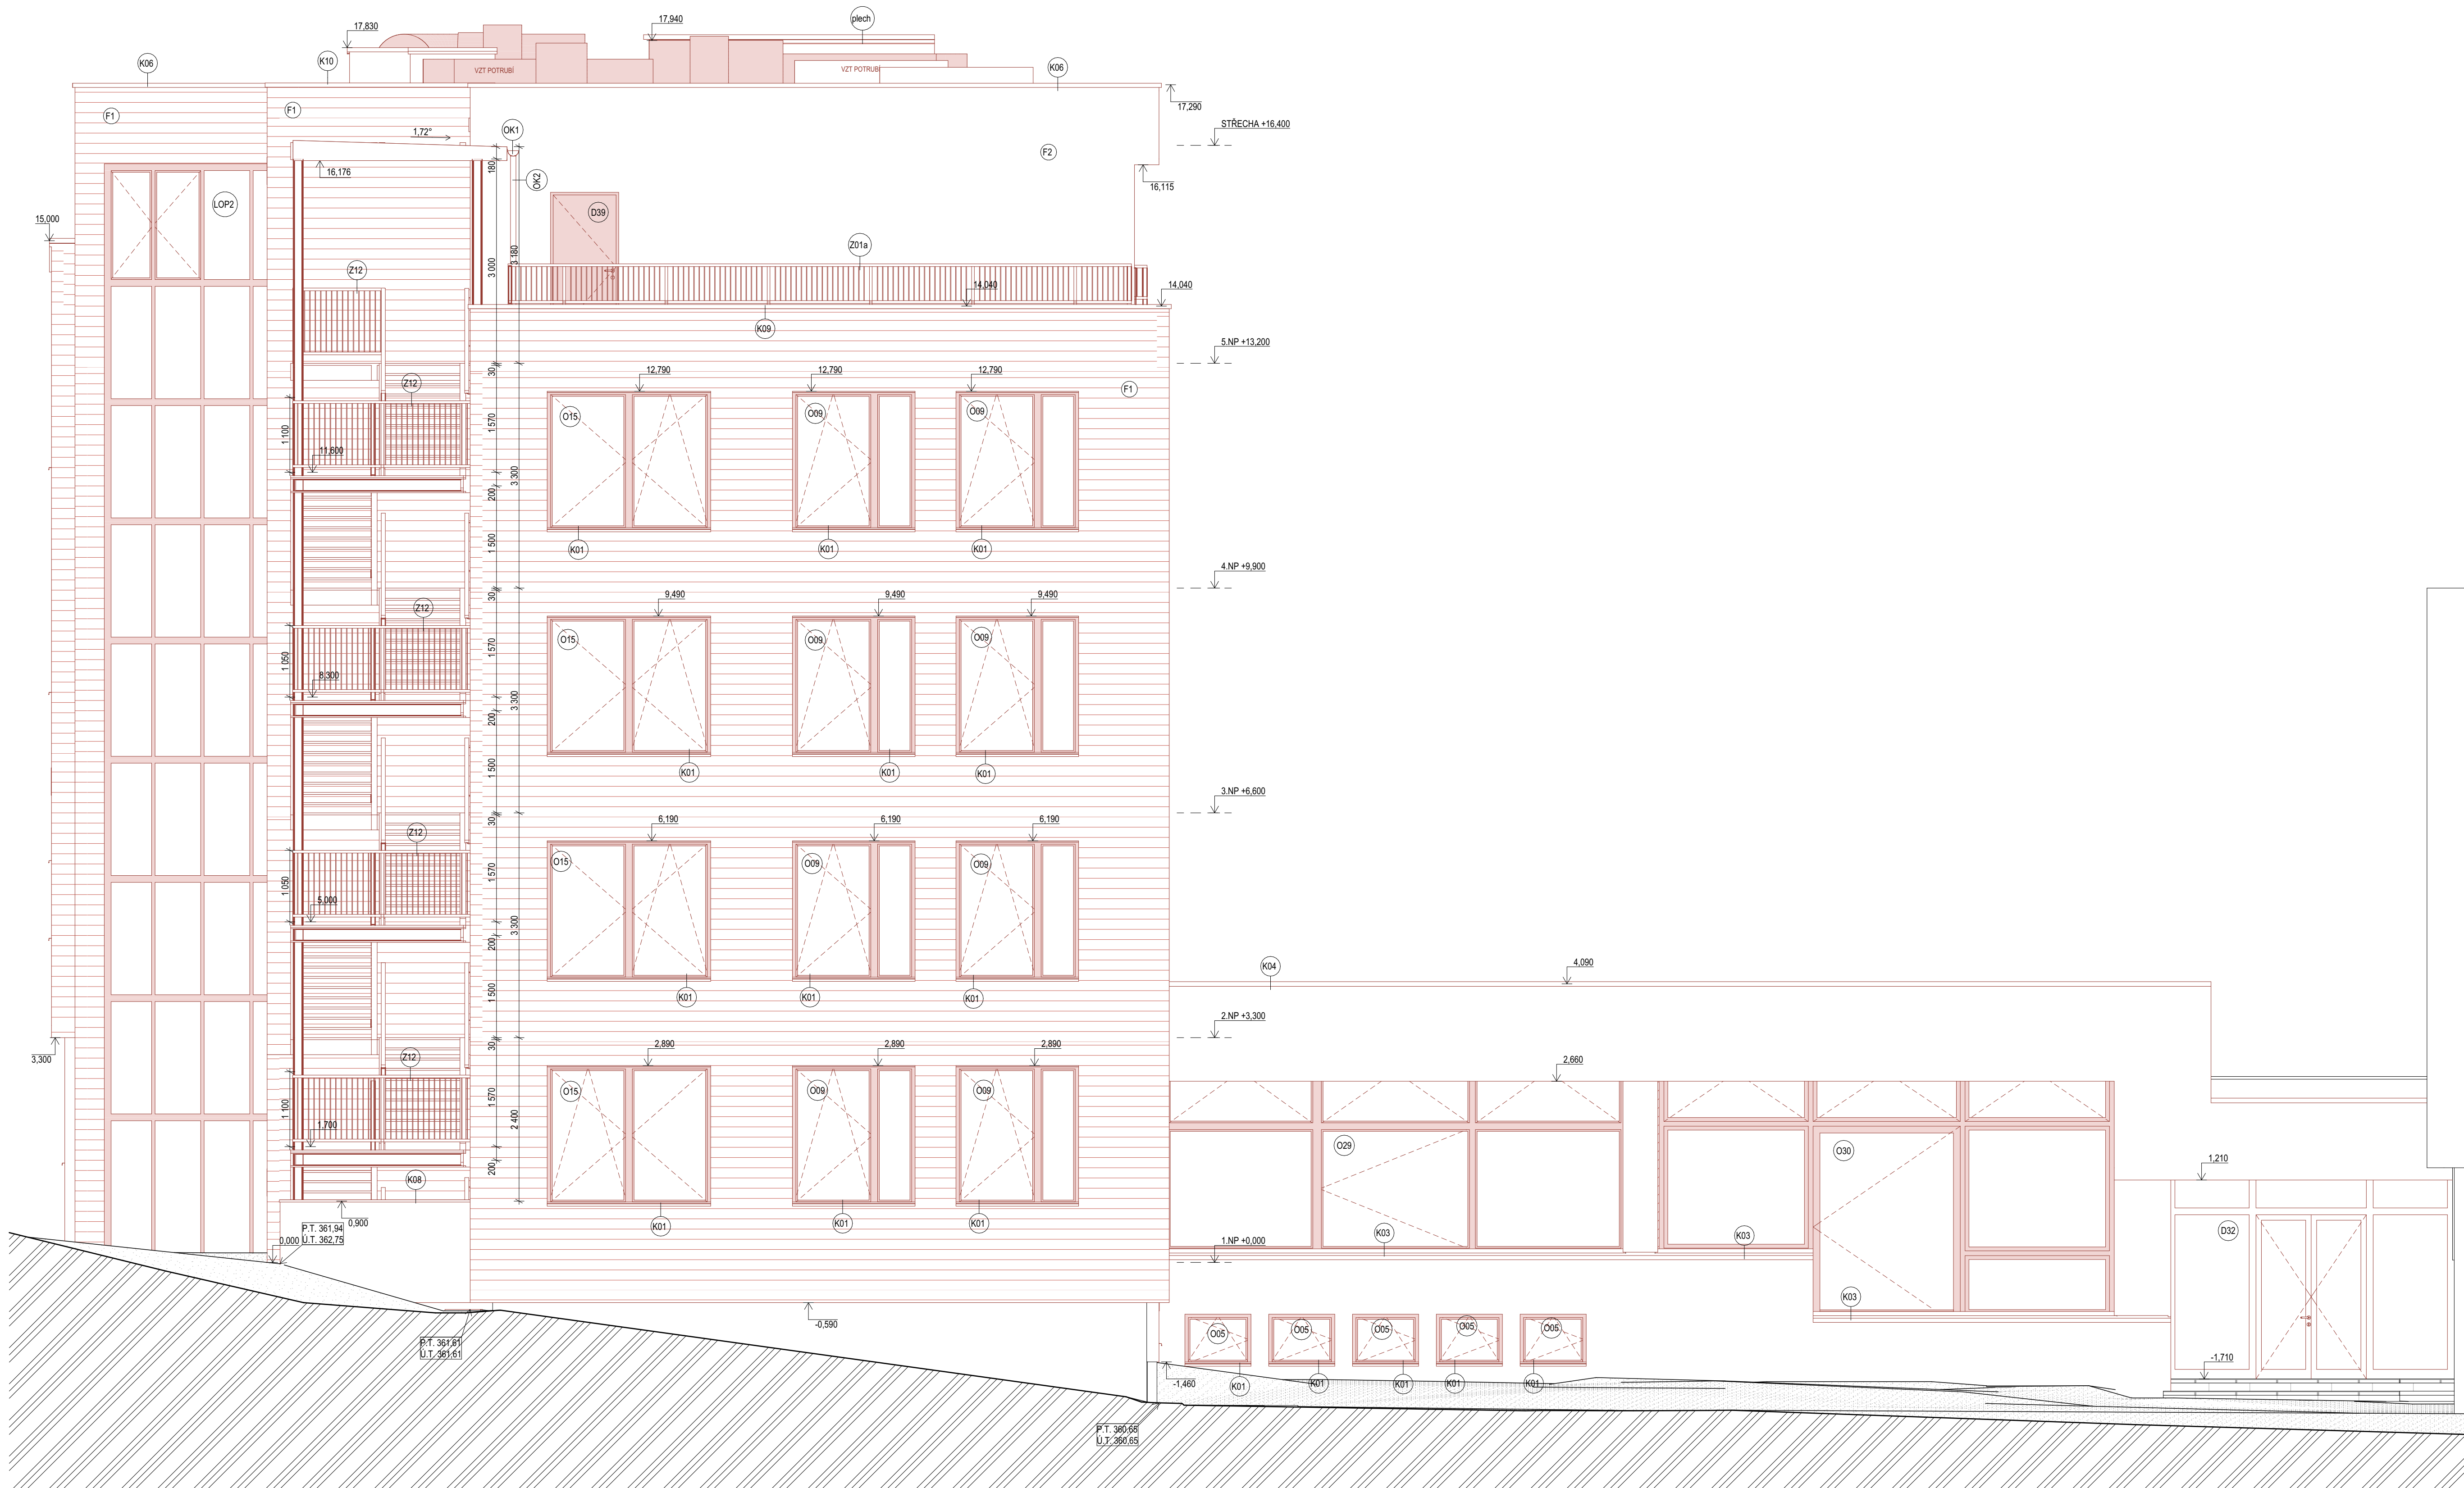 17,830
17,940
plech
K06
K10
VZT POTRUBÍ
VZT POTRUBÍ
K06
F1
F1
17,290
1,72°
OK1
STŘECHA +16,400
F2
180
16,176
OK2
16,115
LOP2
D39
15,000
Z01a
3 180
3 000
Z12
14,040
14,040
K09
5.NP +13,200
30
12,790
12,790
12,790
Z12
F1
O15
O09
O09
1 570
1 100
11,600
3 300
200
1 500
K01
K01
K01
4.NP +9,900
30
9,490
9,490
9,490
Z12
O15
O09
O09
1 570
1 050
8,300
3 300
200
1 500
K01
K01
K01
3.NP +6,600
30
6,190
6,190
6,190
Z12
O15
O09
O09
1 570
1 050
5,000
3 300
200
1 500
K01
K01
K01
K04
4,090
2.NP +3,300
30
2,890
2,890
2,890
3,300
Z12
2,660
O15
O09
O09
1 570
1 100
1,700
2 400
O29
O30
1,210
200
K08
0,900
K01
K01
K01
P.T. 361,94
Ú.T. 362,75
0,000
K03
K03
D32
1.NP +0,000
K03
-0,590
O05
O05
O05
O05
O05
P.T. 361,61
Ú.T. 361,61
-1,710
-1,460
K01
K01
K01
K01
K01
P.T. 360,65
Ú.T. 360,65